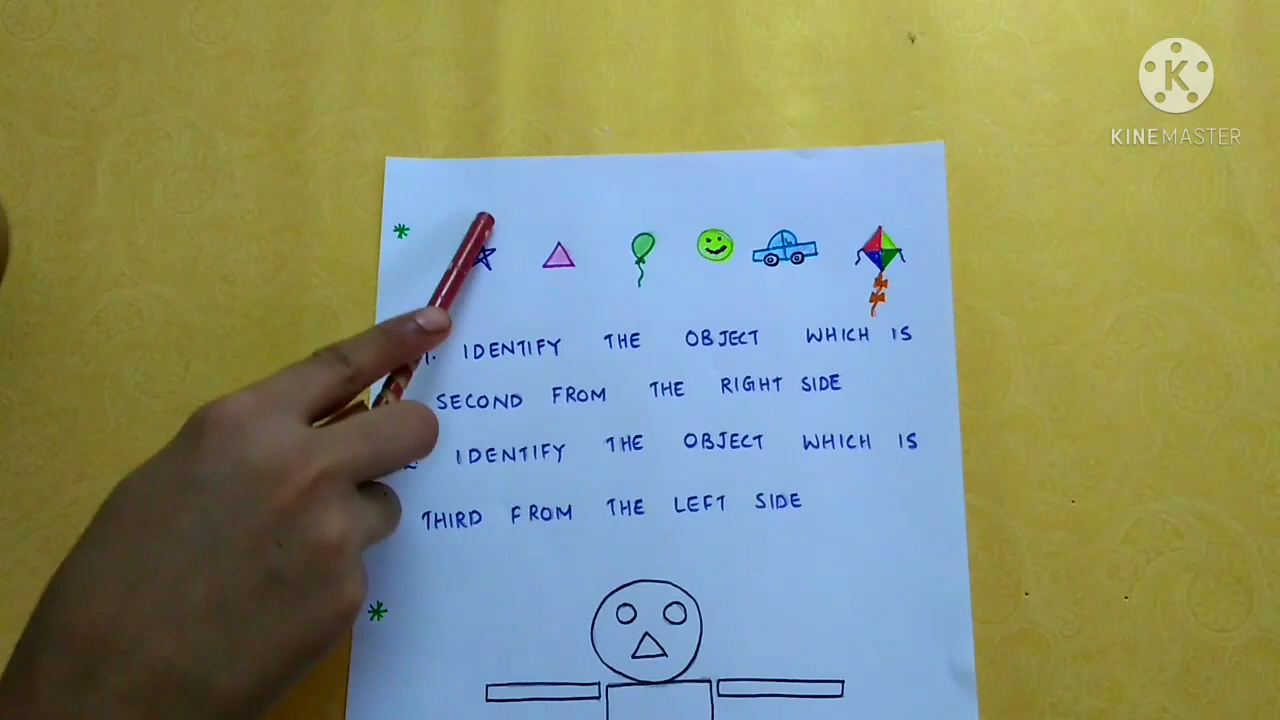 KINEMASTER
1. IDENTIFY THE OBJECT WHICH IS
SECOND FROM THE RIGHT SIDE
IDENTIFY THE OBJECT WHICH IS
THIRD FROM THE LEFT SIDE